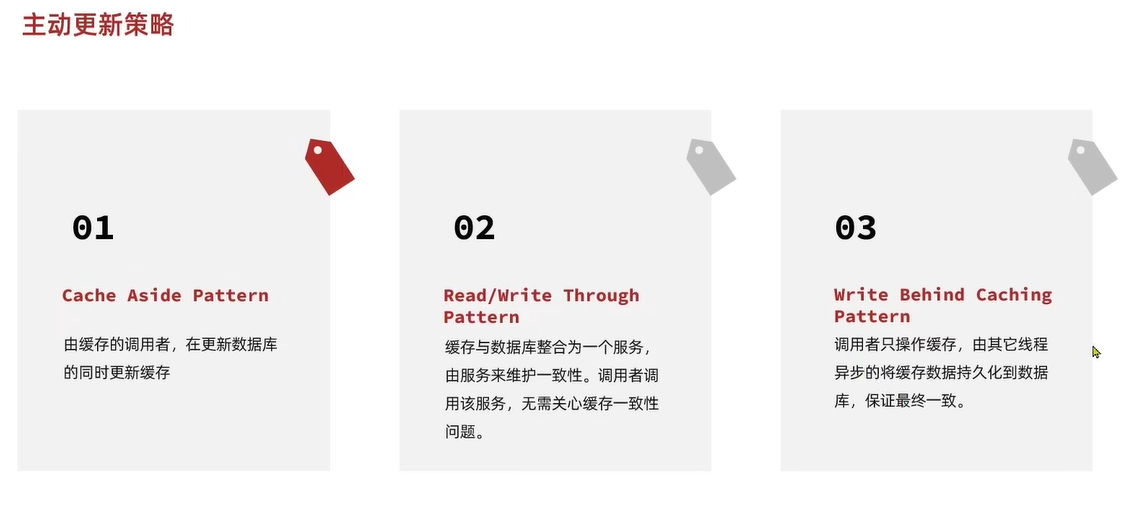 主动更新策略
01
Cache Aside Pattern
由缓存的调用者，在更新数据库
的同时更新缓存
02
Read/Write Through
Pattern
缓存与数据库整合为一个服务，
由服务来维护一致性。调用者调
用该服务，无需关心缓存一致性
问题。
03
Write Behind Caching
Pattern
调用者只操作缓存，由其它线程
异步的将缓存数据持久化到数据
库，保证最终一致。